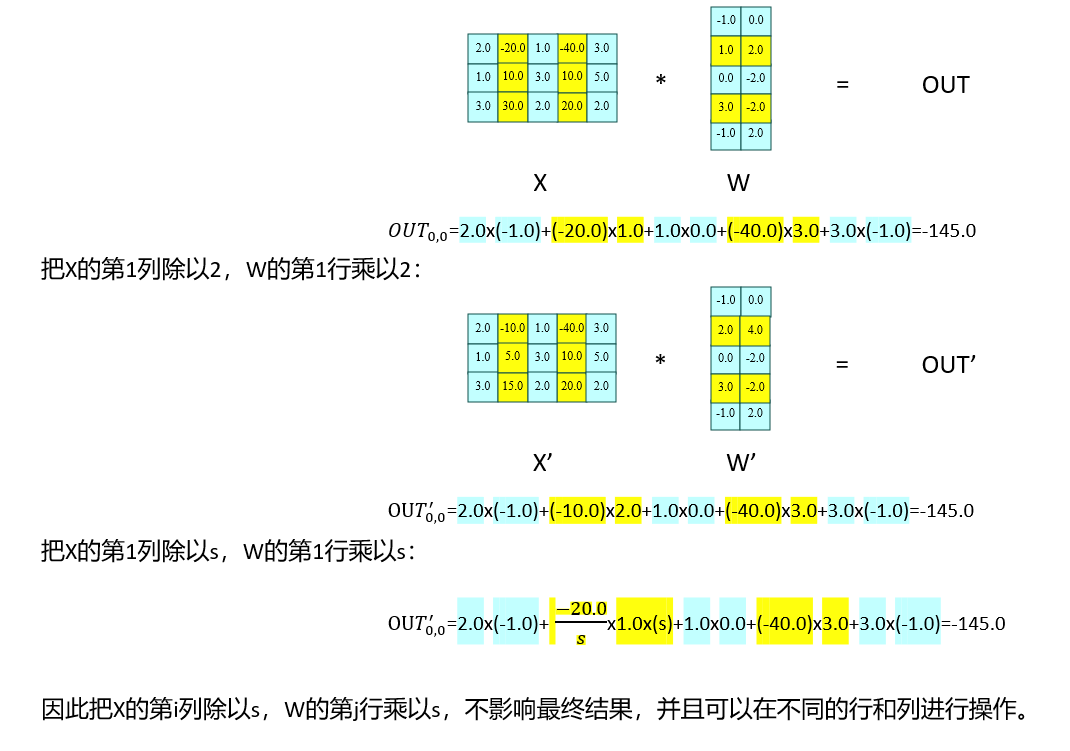 -1.0 0.0
2.0 -20.0 1.0 -40.0 3.0 1.0 2.0
1.0 10.0 3.0 10.0 5.0 * 0.0 -2.0 = OUT
3.0 30.0 2.0 20.0 2.0 3.0 -2.0
-1.0 2.0
X W
OUT0,0=2.0x(-1.0)+(-20.0)x1.0+1.0x0.0+(-40.0)x3.0+3.0x(-1.0)=-145.0
把X的第1列除以2，W的第1行乘以2：
-1.0 0.0
2.0 -10.0 1.0 -40.0 3.0 2.0 4.0
1.0 5.0 3.0 10.0 5.0 * 0.0 -2.0 = OUT’
3.0 15.0 2.0 20.0 2.0 3.0 -2.0
-1.0 2.0
X’ W’
OUT′0,0=2.0x(-1.0)+(-10.0)x2.0+1.0x0.0+(-40.0)x3.0+3.0x(-1.0)=-145.0
把X的第1列除以s，W的第1行乘以s：
OUT′0,0=2.0x(-1.0)+−20.0/s x1.0x(s)+1.0x0.0+(-40.0)x3.0+3.0x(-1.0)=-145.0
因此把X的第i列除以s，W的第j行乘以s，不影响最终结果，并且可以在不同的行和列进行操作。